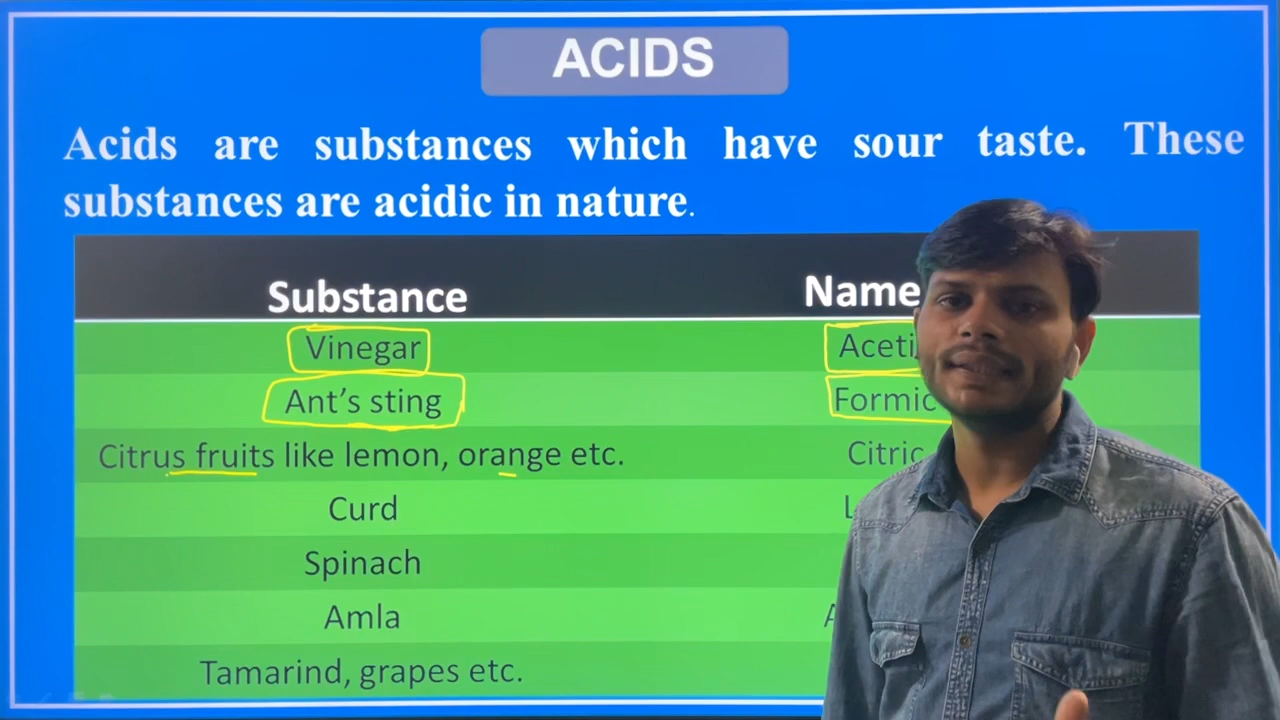 ACIDS
Acids are substances which have sour taste. These
substances are acidic in nature.
Substance Name
Vinegar
Ant's sting Formic
Citrus fruits like lemon, orange etc. Citric
Curd
Spinach
Amla
Tamarind, grapes etc.